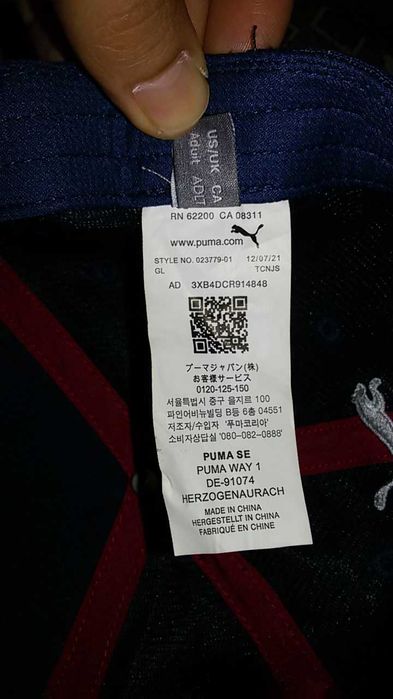 US/UK CA
Adult ADLT
RN 62200 CA 08311
www.puma.com
STYLE NO. 023779-01 12/07/21
GL TCNJS
AD 3XB4DCR914848
プーマジャパン(株)
お客様サービス
0120-125-150
서울특별시 중구 을지로 100
파인어비뉴빌딩 B동 6층 04551
제조자/수입자 '푸마코리아'
소비자상담실 '080-082-0888'
PUMA SE
PUMA WAY 1
DE-91074
HERZOGENAURACH
MADE IN CHINA
HERGESTELLT IN CHINA
FABRIQUÉ EN CHINE